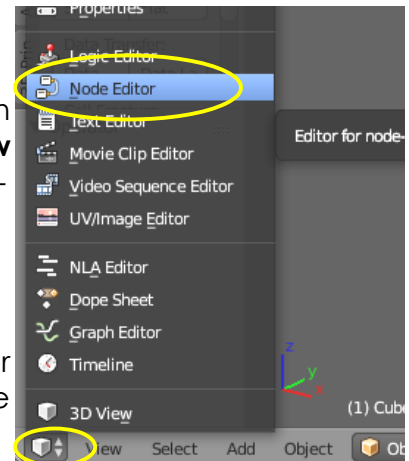 Properties
Logic Editor
Node Editor
Text Editor
Editor for node-
Movie Clip Editor
Video Sequence Editor
UV/Image Editor
NLA Editor
Dope Sheet
Graph Editor
Timeline
z
y
x
3D View
(1) Cube
View Select Add Object Ob